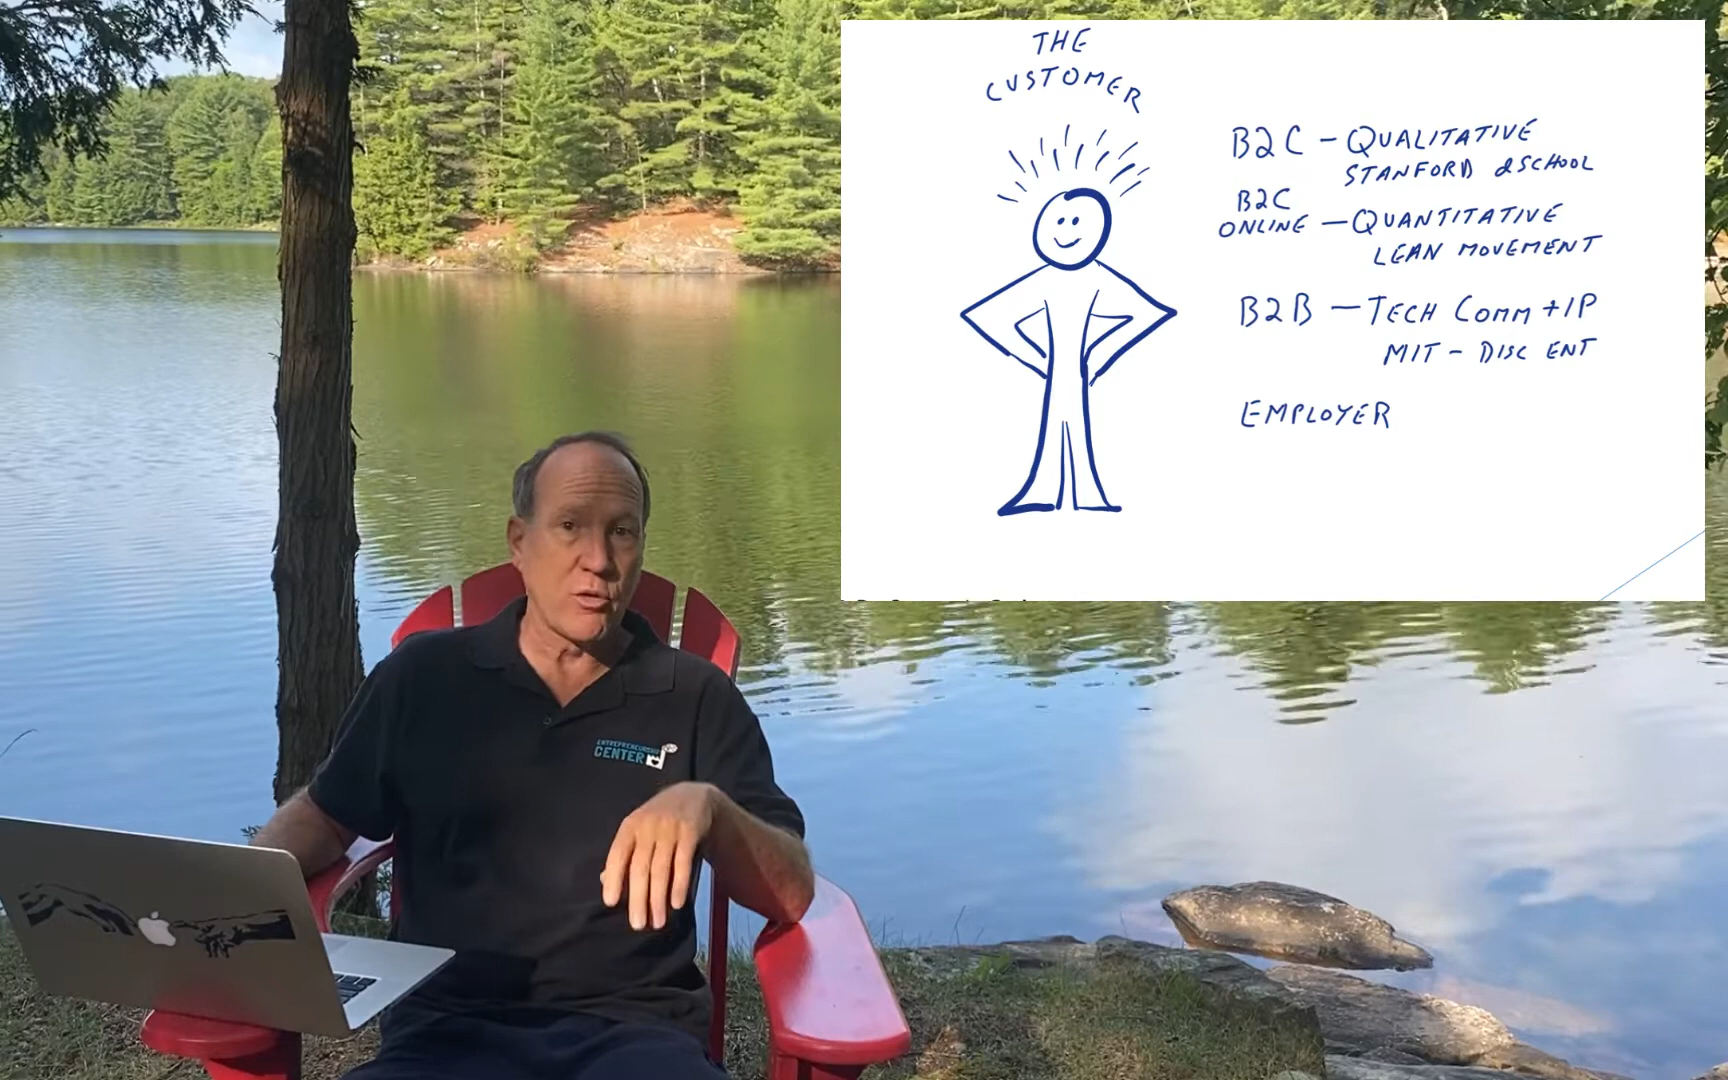 THE
CUSTOMER
B2C - QUALITATIVE
STANFORD dSCHOOL
B2C
ONLINE - QUANTITATIVE
LEAN MOVEMENT
B2B - TECH COMM + IP
MIT - DISC ENT
EMPLOYER
ENTREPRENEURSHIP
CENTER